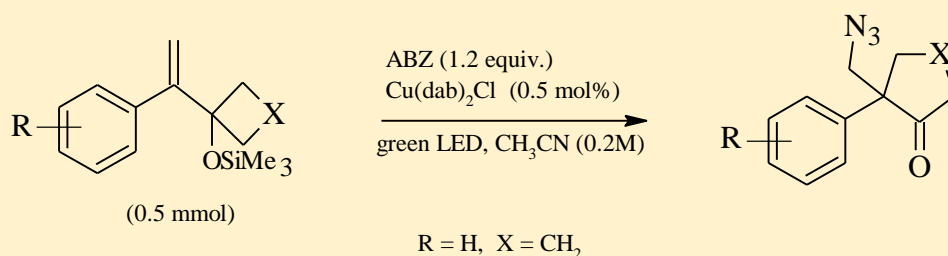 R
X
OSiMe₃
(0.5 mmol)
ABZ (1.2 equiv.)
Cu(dab)₂Cl (0.5 mol%)
green LED, CH₃CN (0.2M)
N₃
X
R
O
R = H, X = CH₂